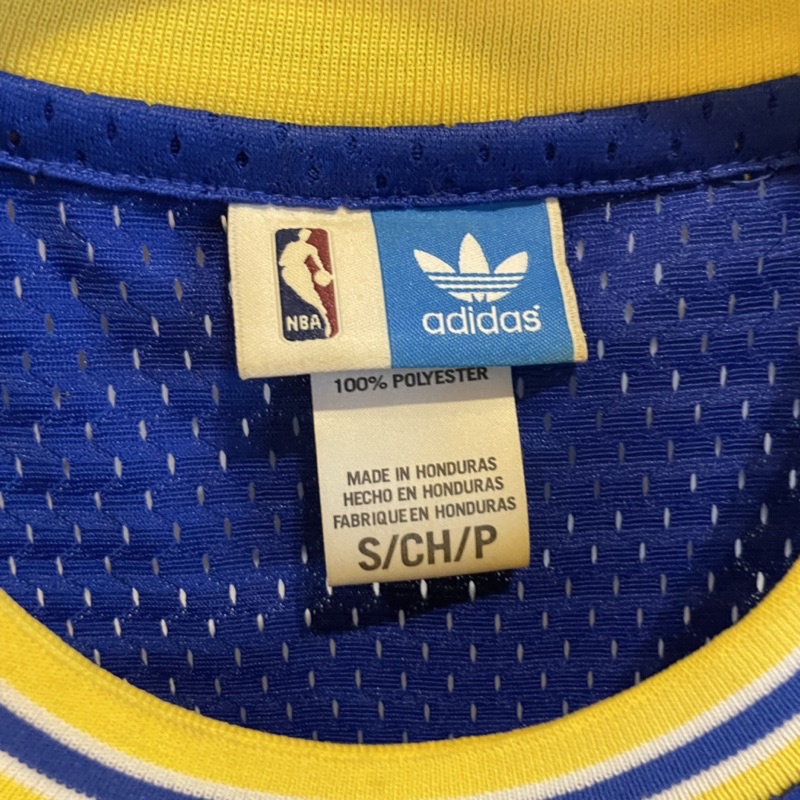 NBA
adidas
100% POLYESTER
MADE IN HONDURAS
HECHO EN HONDURAS
FABRIQUE EN HONDURAS
S/CH/P